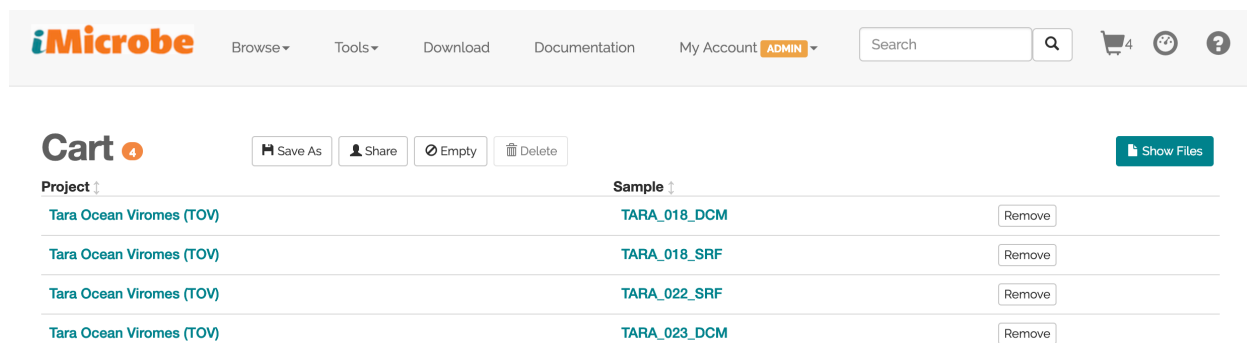 iMicrobe Browse Tools Download Documentation My Account ADMIN Search 4
Cart 4 Save As Share Empty Delete Show Files
Project Sample
Tara Ocean Viromes (TOV) TARA_018_DCM Remove
Tara Ocean Viromes (TOV) TARA_018_SRF Remove
Tara Ocean Viromes (TOV) TARA_022_SRF Remove
Tara Ocean Viromes (TOV) TARA_023_DCM Remove